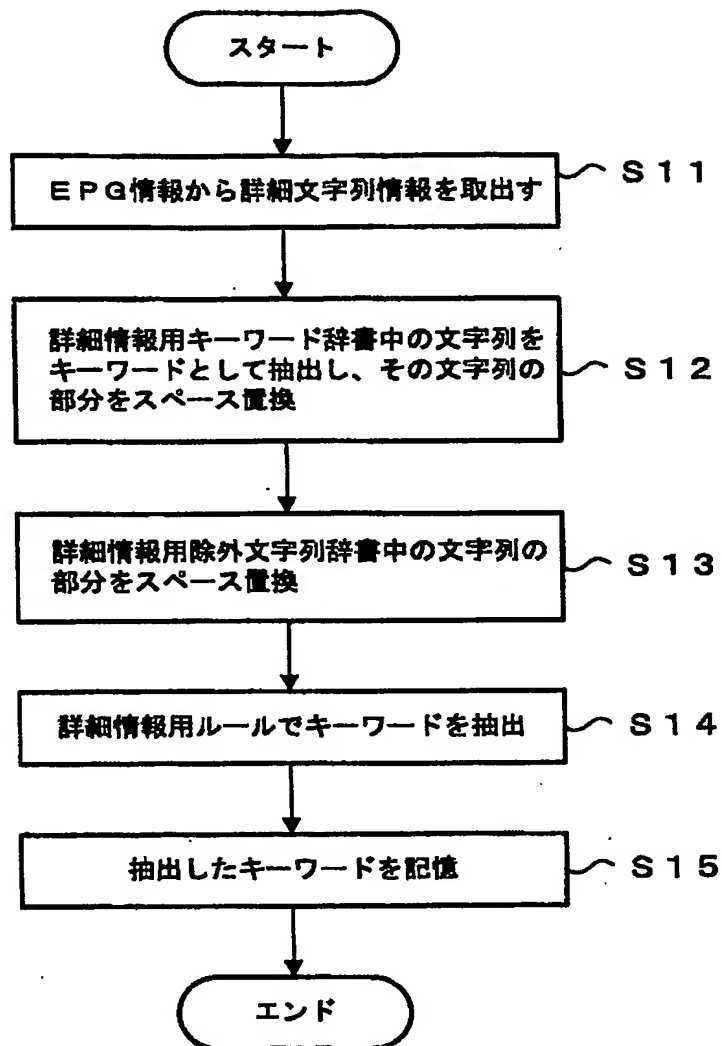 スタート
EPG情報から詳細文字列情報を取出す
S11
詳細情報用キーワード辞書中の文字列を
キーワードとして抽出し、その文字列の
部分をスペース置換
S12
詳細情報用除外文字列辞書中の文字列の
部分をスペース置換
S13
詳細情報用ルールでキーワードを抽出
S14
抽出したキーワードを記憶
S15
エンド